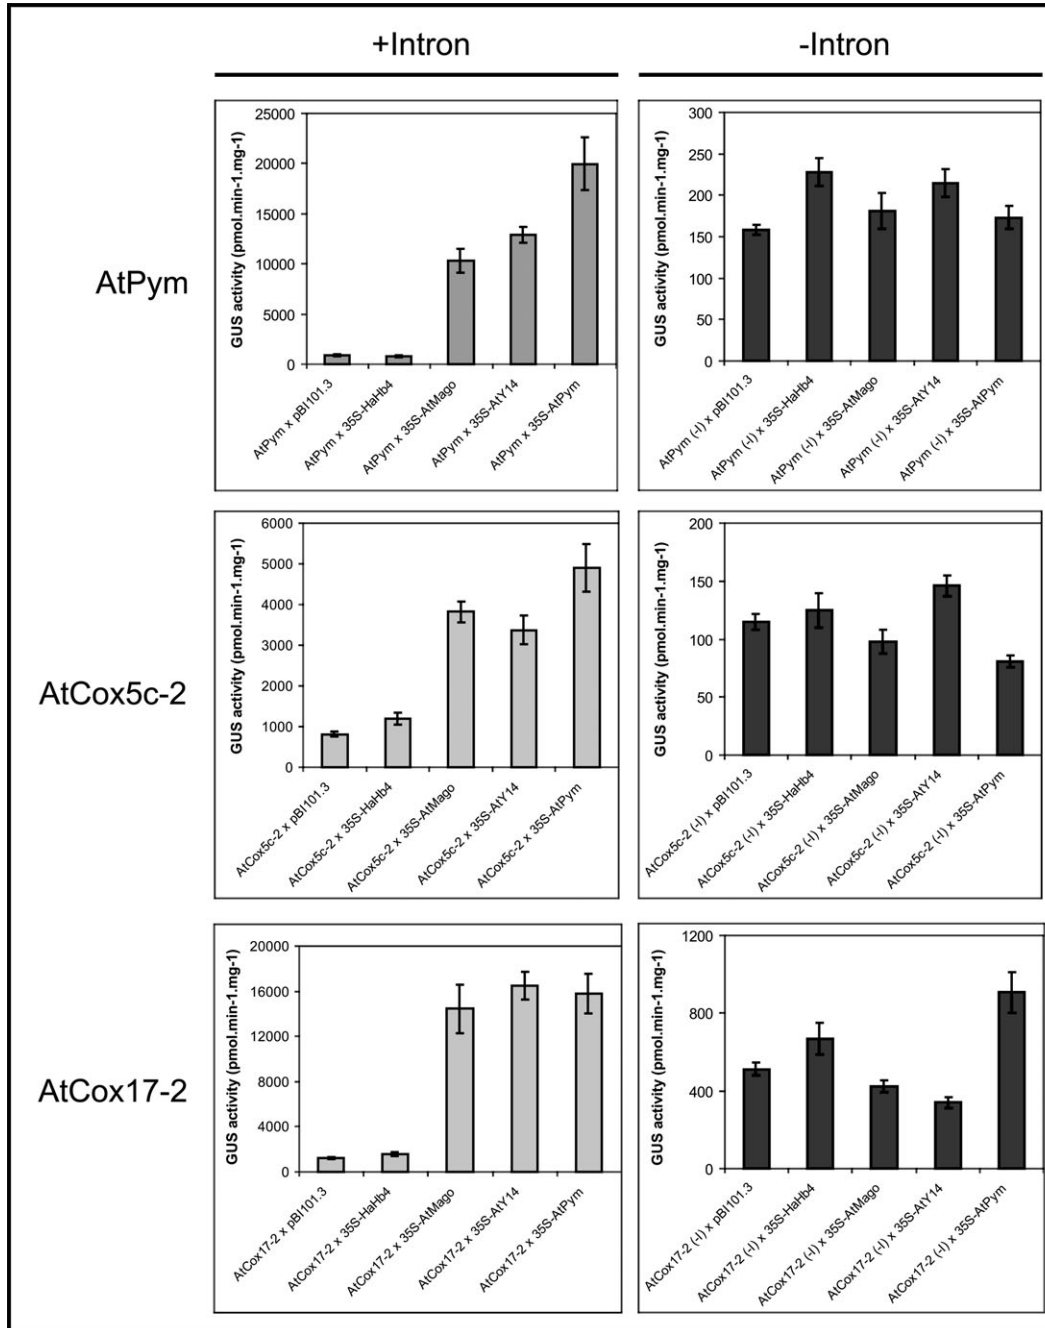 +Intron
-Intron
AtPym
GUS activity (pmol.min-1.mg-1)
25000
20000
15000
10000
5000
0
AtPym x pBI101.3
AtPym x 35S-HaHb4
AtPym x 35S-AtMago
AtPym x 35S-AtY14
AtPym x 35S-AtPym
GUS activity (pmol.min-1.mg-1)
300
250
200
150
100
50
0
AtPym (-I) x pBI101.3
AtPym (-I) x 35S-HaHb4
AtPym (-I) x 35S-AtMago
AtPym (-I) x 35S-AtY14
AtPym (-I) x 35S-AtPym
AtCox5c-2
GUS activity (pmol.min-1.mg-1)
6000
5000
4000
3000
2000
1000
0
AtCox5c-2 x pBI101.3
AtCox5c-2 x 35S-HaHb4
AtCox5c-2 x 35S-AtMago
AtCox5c-2 x 35S-AtY14
AtCox5c-2 x 35S-AtPym
GUS activity (pmol.min-1.mg-1)
200
150
100
50
0
AtCox5c-2 (-I) x pBI101.3
AtCox5c-2 (-I) x 35S-HaHb4
AtCox5c-2 (-I) x 35S-AtMago
AtCox5c-2 (-I) x 35S-AtY14
AtCox5c-2 (-I) x 35S-AtPym
AtCox17-2
GUS activity (pmol.min-1.mg-1)
20000
16000
12000
8000
4000
0
AtCox17-2 x pBI101.3
AtCox17-2 x 35S-HaHb4
AtCox17-2 x 35S-AtMago
AtCox17-2 x 35S-AtY14
AtCox17-2 x 35S-AtPym
GUS activity (pmol.min-1.mg-1)
1200
800
400
0
AtCox17-2 (-I) x pBI101.3
AtCox17-2 (-I) x 35S-HaHb4
AtCox17-2 (-I) x 35S-AtMago
AtCox17-2 (-I) x 35S-AtY14
AtCox17-2 (-I) x 35S-AtPym